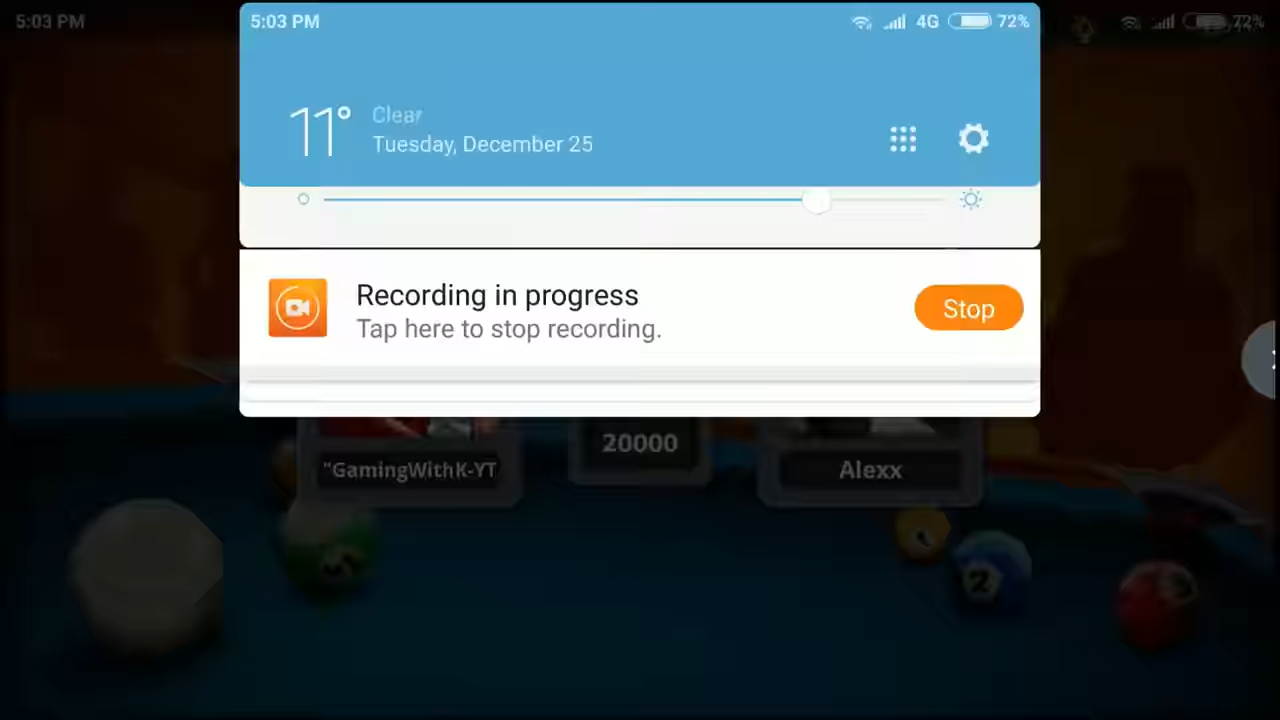 5:03 PM
5:03 PM 4G 72%
72%
11° Clear
Tuesday, December 25
Recording in progress
Tap here to stop recording.
Stop
20000
"GamingWithK-YT
Alexx
2